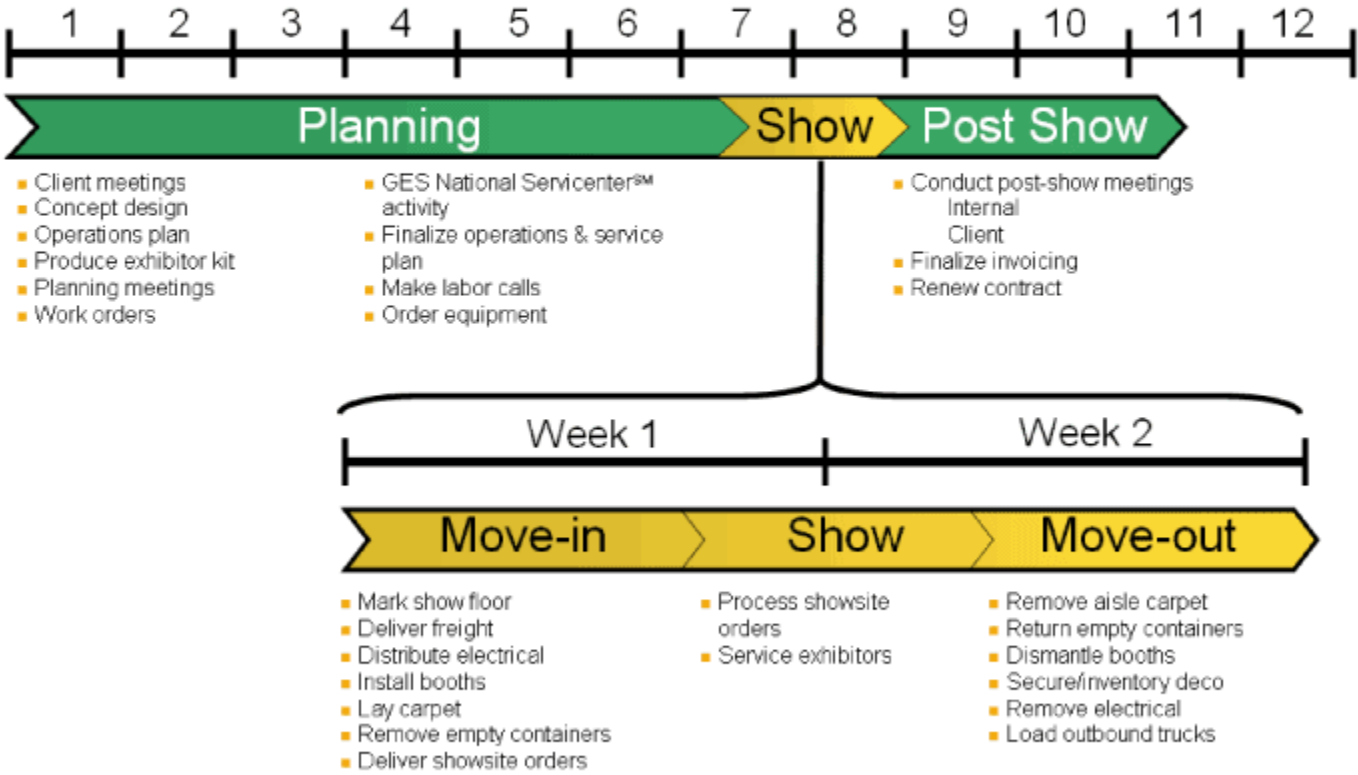 1 2 3 4 5 6 7 8 9 10 11 12
Planning
Show
Post Show
Client meetings
Concept design
Operations plan
Produce exhibitor kit
Planning meetings
Work orders
GES National Servicenter℠
activity
Finalize operations & service
plan
Make labor calls
Order equipment
Conduct post-show meetings
Internal
Client
Finalize invoicing
Renew contract
Week 1
Week 2
Move-in
Show
Move-out
Mark show floor
Deliver freight
Distribute electrical
Install booths
Lay carpet
Remove empty containers
Deliver showsite orders
Process showsite
orders
Service exhibitors
Remove aisle carpet
Return empty containers
Dismantle booths
Secure/inventory deco
Remove electrical
Load outbound trucks